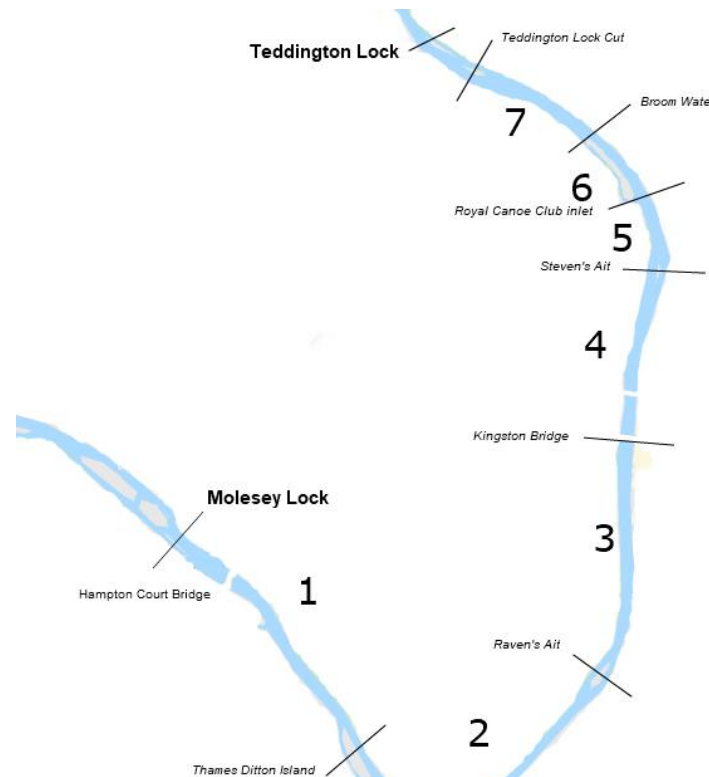 Teddington Lock
Teddington Lock Cut
7
Broom Wate
6
Royal Canoe Club inlet
5
Steven's Ait
4
Kingston Bridge
Molesey Lock
3
Hampton Court Bridge
1
Raven's Ait
2
Thames Ditton Island